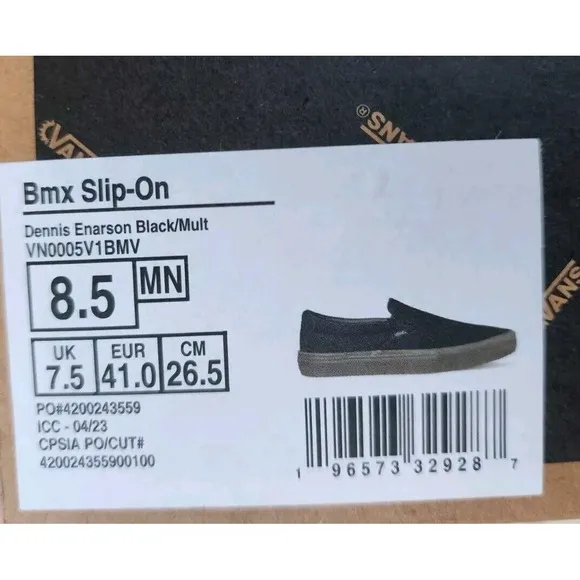 VANS
®
VANS
VANS
Bmx Slip-On
Dennis Enarson Black/Mult
VN0005V1BMV
8.5 MN
UK EUR CM
7.5 41.0 26.5
PO#4200243559
ICC - 04/23
CPSIA PO/CUT#
420024355900100
1 96573 32928 7